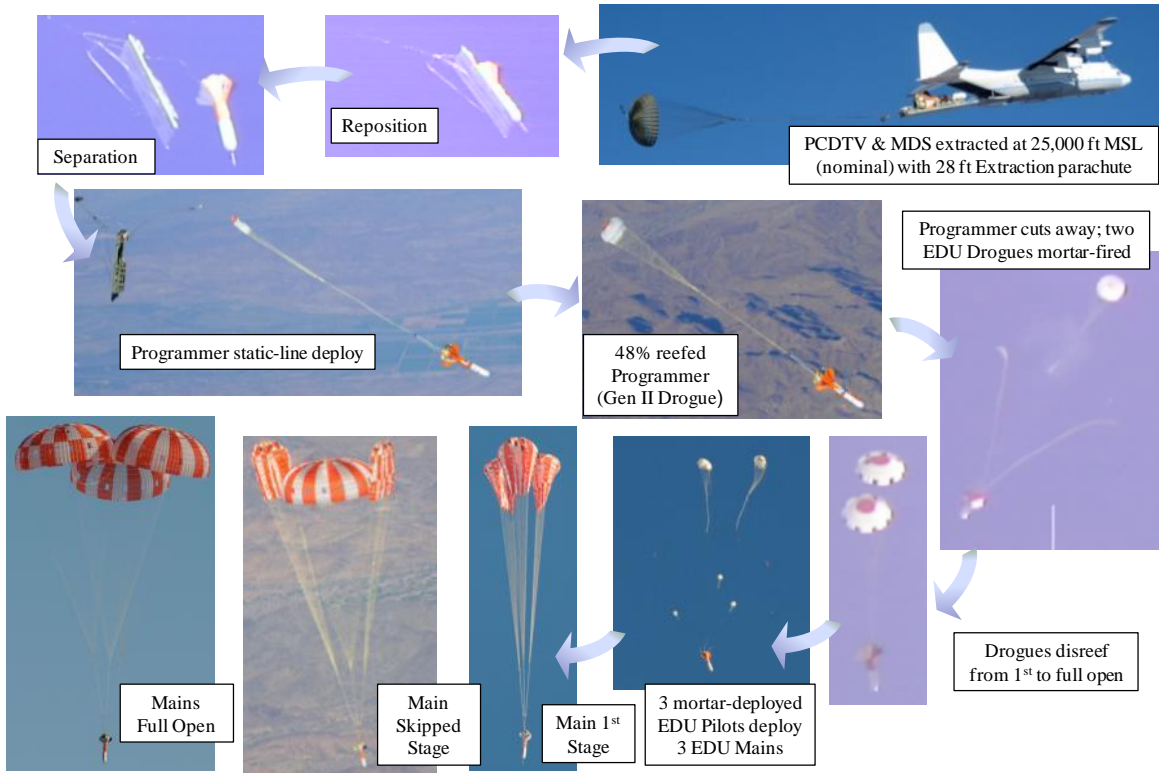 PCDTV & MDS extracted at 25,000 ft MSL
(nominal) with 28 ft Extraction parachute
Reposition
Separation
Programmer static-line deploy
48% reefed
Programmer
(Gen II Drogue)
Programmer cuts away; two
EDU Drogues mortar-fired
Drogues disreef
from 1st to full open
3 mortar-deployed
EDU Pilots deploy
3 EDU Mains
Main 1st
Stage
Main
Skipped
Stage
Mains
Full Open